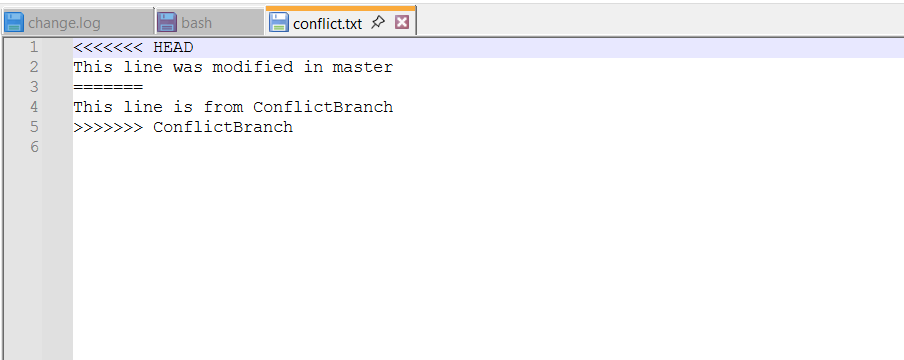 change.log bash conflict.txt
1 <<<<<<< HEAD
2 This line was modified in master
3 =======
4 This line is from ConflictBranch
5 >>>>>>> ConflictBranch
6